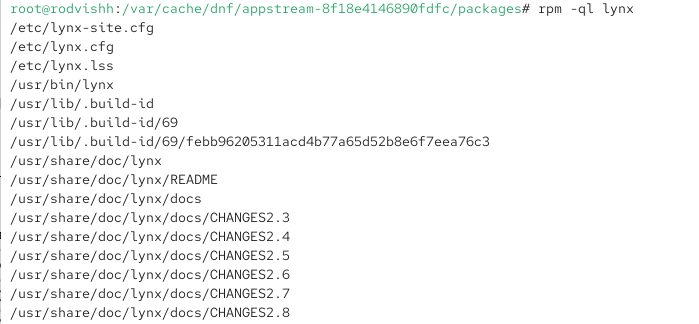 root@rodvishh:/var/cache/dnf/appstream-8f18e4146890fdfc/packages# rpm -ql lynx
/etc/lynx-site.cfg
/etc/lynx.cfg
/etc/lynx.lss
/usr/bin/lynx
/usr/lib/.build-id
/usr/lib/.build-id/69
/usr/lib/.build-id/69/febb96205311acd4b77a65d52b8e6f7eea76c3
/usr/share/doc/lynx
/usr/share/doc/lynx/README
/usr/share/doc/lynx/docs
/usr/share/doc/lynx/docs/CHANGES2.3
/usr/share/doc/lynx/docs/CHANGES2.4
/usr/share/doc/lynx/docs/CHANGES2.5
/usr/share/doc/lynx/docs/CHANGES2.6
/usr/share/doc/lynx/docs/CHANGES2.7
/usr/share/doc/lynx/docs/CHANGES2.8